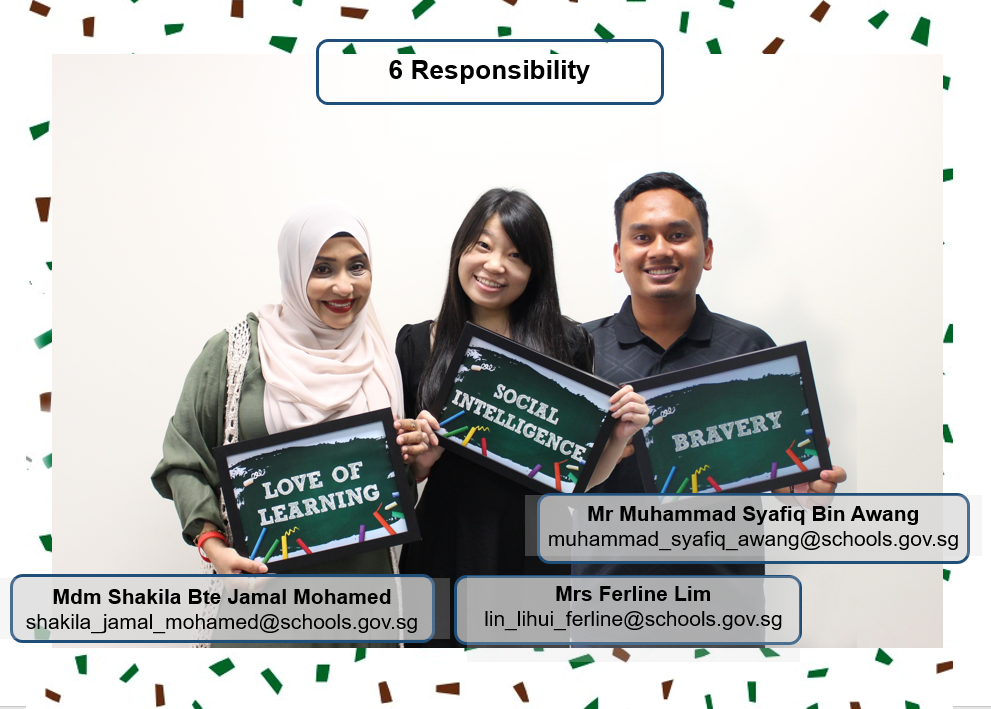 6 Responsibility
LOVE OF
LEARNING
SOCIAL
INTELLIGENCE
BRAVERY
Mr Muhammad Syafiq Bin Awang
muhammad_syafiq_awang@schools.gov.sg
Mdm Shakila Bte Jamal Mohamed
shakila_jamal_mohamed@schools.gov.sg
Mrs Ferline Lim
lin_lihui_ferline@schools.gov.sg